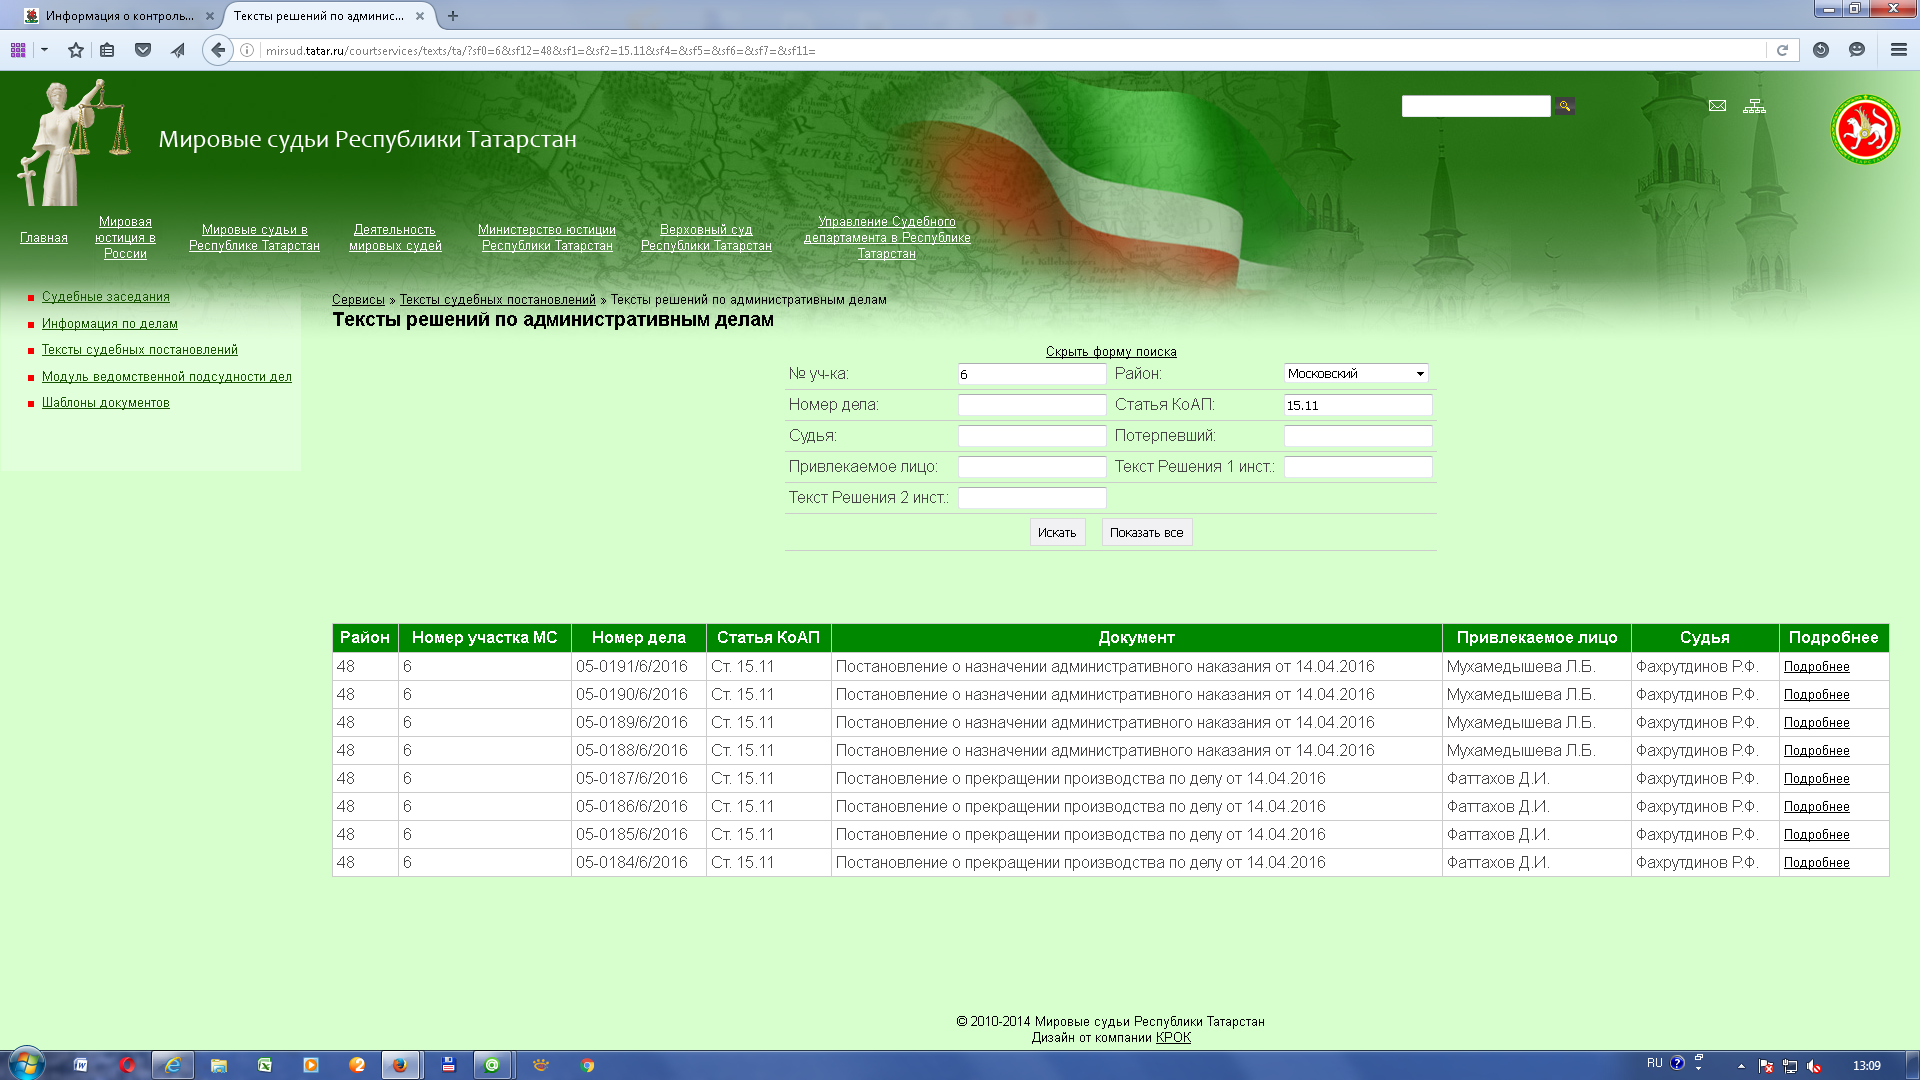 Информация о контроль...
Тексты решений по админис...
mirsud.tatar.ru/courtservices/texts/ta/?sf0=6&sf12=48&sf1=&sf2=15.11&sf4=&sf5=&sf6=&sf7=&sf11=
Мировые судьи Республики Татарстан
Главная
Мировая
юстиция в
России
Мировые судьи в
Республике Татарстан
Деятельность
мировых судей
Министерство юстиции
Республики Татарстан
Верховный суд
Республики Татарстан
Управление Судебного
департамента в Республике
Татарстан
Судебные заседания
Информация по делам
Тексты судебных постановлений
Модуль ведомственной подсудности дел
Шаблоны документов
Сервисы » Тексты судебных постановлений » Тексты решений по административным делам
Тексты решений по административным делам
Скрыть форму поиска
№ уч-ка: 6 Район: Московский
Номер дела: Статья КоАП: 15.11
Судья: Потерпевший:
Привлекаемое лицо: Текст Решения 1 инст.:
Текст Решения 2 инст.:
Искать Показать все
Район Номер участка МС Номер дела Статья КоАП Документ Привлекаемое лицо Судья Подробнее
48 6 05-0191/6/2016 Ст. 15.11 Постановление о назначении административного наказания от 14.04.2016 Мухамедышева Л.Б. Фахрутдинов Р.Ф. Подробнее
48 6 05-0190/6/2016 Ст. 15.11 Постановление о назначении административного наказания от 14.04.2016 Мухамедышева Л.Б. Фахрутдинов Р.Ф. Подробнее
48 6 05-0189/6/2016 Ст. 15.11 Постановление о назначении административного наказания от 14.04.2016 Мухамедышева Л.Б. Фахрутдинов Р.Ф. Подробнее
48 6 05-0188/6/2016 Ст. 15.11 Постановление о назначении административного наказания от 14.04.2016 Мухамедышева Л.Б. Фахрутдинов Р.Ф. Подробнее
48 6 05-0187/6/2016 Ст. 15.11 Постановление о прекращении производства по делу от 14.04.2016 Фаттахов Д.И. Фахрутдинов Р.Ф. Подробнее
48 6 05-0186/6/2016 Ст. 15.11 Постановление о прекращении производства по делу от 14.04.2016 Фаттахов Д.И. Фахрутдинов Р.Ф. Подробнее
48 6 05-0185/6/2016 Ст. 15.11 Постановление о прекращении производства по делу от 14.04.2016 Фаттахов Д.И. Фахрутдинов Р.Ф. Подробнее
48 6 05-0184/6/2016 Ст. 15.11 Постановление о прекращении производства по делу от 14.04.2016 Фаттахов Д.И. Фахрутдинов Р.Ф. Подробнее
© 2010-2014 Мировые судьи Республики Татарстан
Дизайн от компании КРОК
RU 13:09